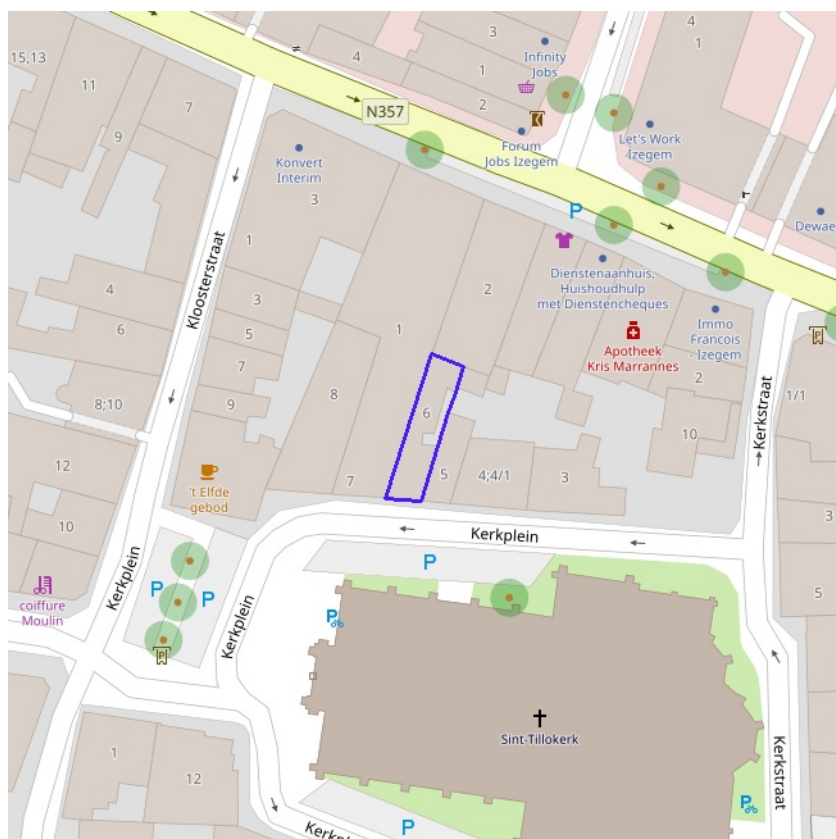 15,13
11
4
3
4
1
Infinity
Jobs
1
9
7
2
N357
Forum
Jobs Izegem
Let's Work
Izegem
Konvert
Interim
3
P
Dewae
1
Kloosterstraat
4
3
2
Dienstenaanhuis,
Huishoudhulp
met Dienstencheques
6
5
1
Immo
Francois
- Izegem
Apotheek
Kris Marrannes
7
8
2
1/1
8;10
9
6
10
Kerkstraat
12
't Elfde
gebod
7
5
4;4/1
3
10
3
Kerkplein
Kerkplein
P
P
P
coiffure
Moulin
Kerkplein
P
P
5
P
Sint-Tillokerk
1
12
Kerkstraat
P
P
Kerkpl